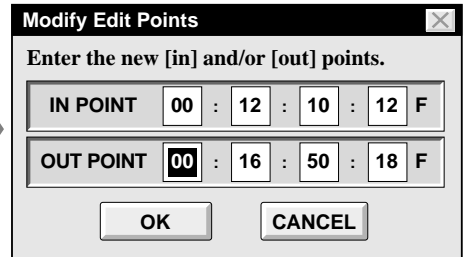 Modify Edit Points
Enter the new [in] and/or [out] points.
IN POINT 00 : 12 : 10 : 12 F
OUT POINT 00 : 16 : 50 : 18 F
OK CANCEL